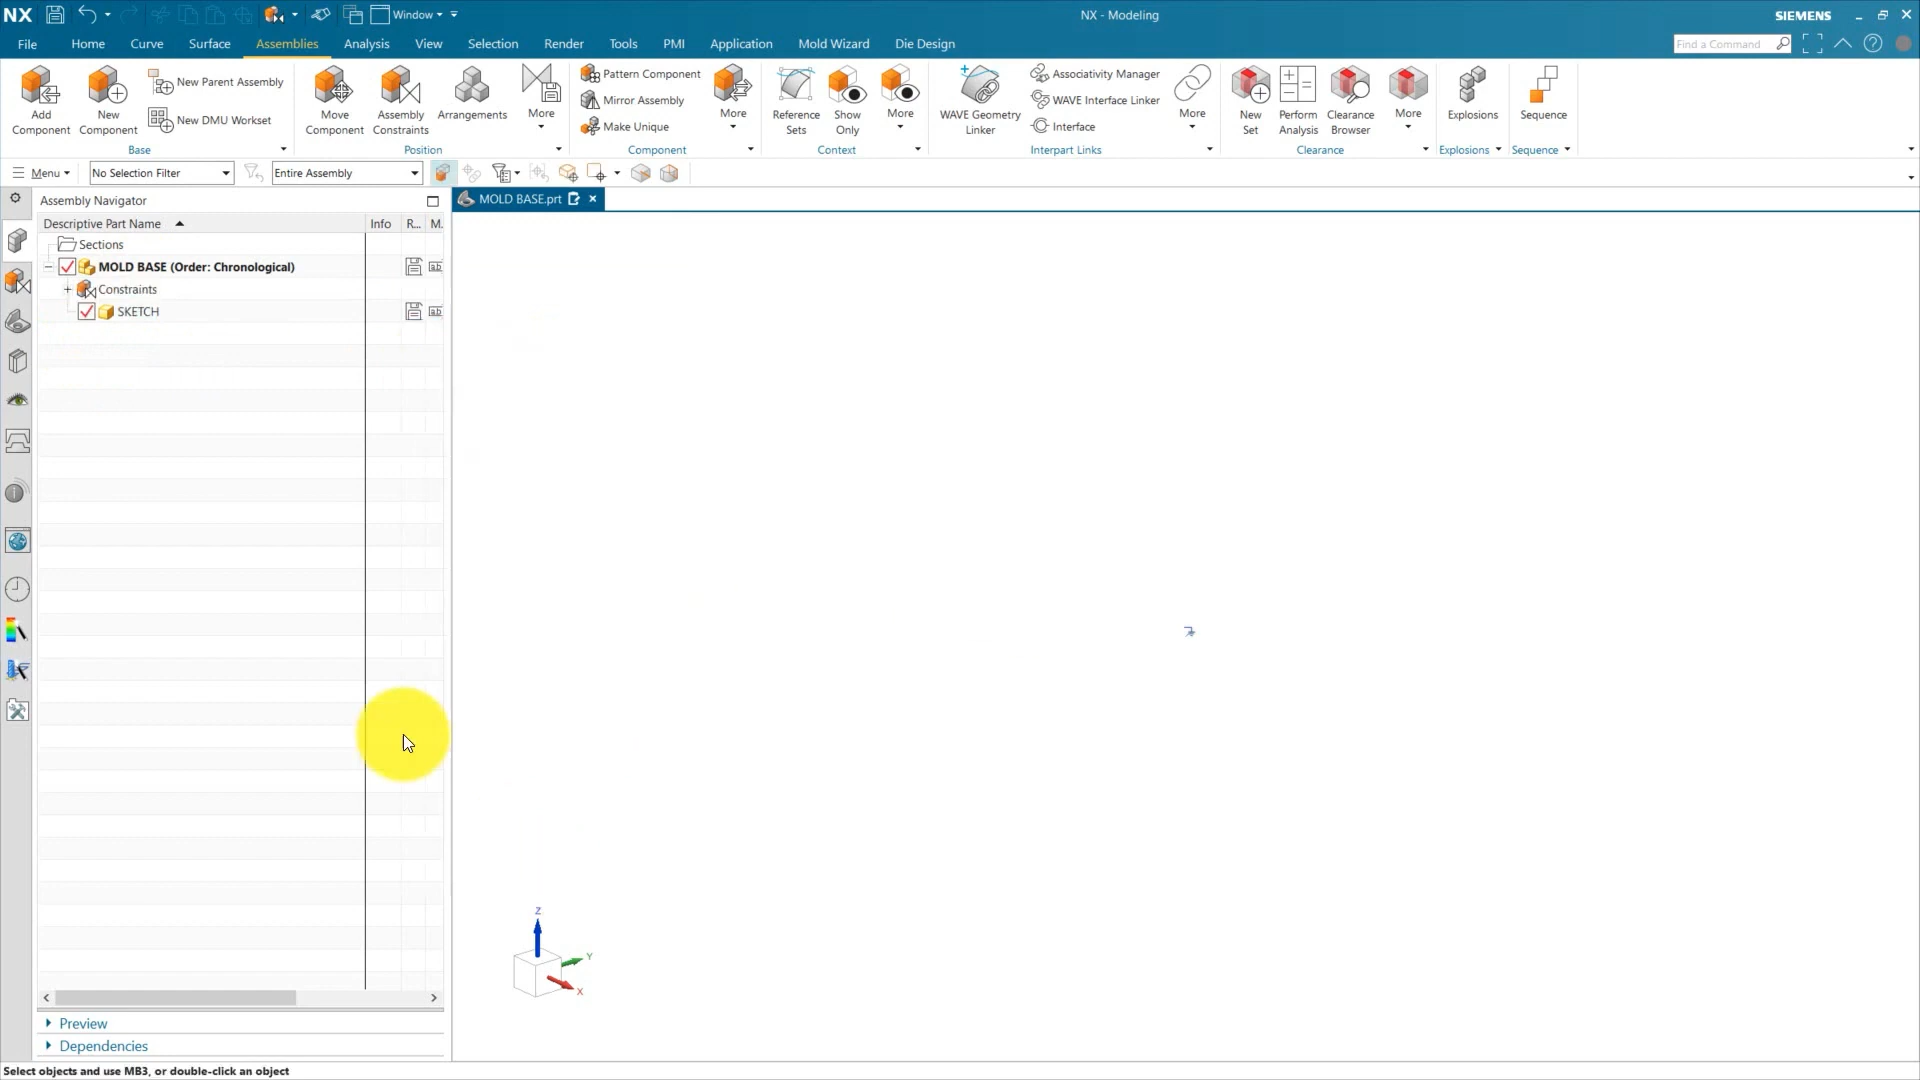 NX
Window
NX - Modeling
SIEMENS
File
Home
Curve
Surface
Assemblies
Analysis
View
Selection
Render
Tools
PMI
Application
Mold Wizard
Die Design
Find a Command
Add
Component
New
Component
New Parent Assembly
New DMU Workset
Base
Move
Component
Assembly
Constraints
Arrangements
More
Position
Pattern Component
Mirror Assembly
Make Unique
More
Component
Reference
Sets
Show
Only
More
Context
WAVE Geometry
Linker
Associativity Manager
WAVE Interface Linker
Interface
More
Interpart Links
New
Set
Perform
Analysis
Clearance
Browser
More
Clearance
Explosions
Explosions
Sequence
Sequence
Menu
No Selection Filter
Entire Assembly
Assembly Navigator
MOLD BASE.prt
Descriptive Part Name
Info
R...
M.
Sections
MOLD BASE (Order: Chronological)
Constraints
SKETCH
Z
Y
X
Preview
Dependencies
Select objects and use MB3, or double-click an object